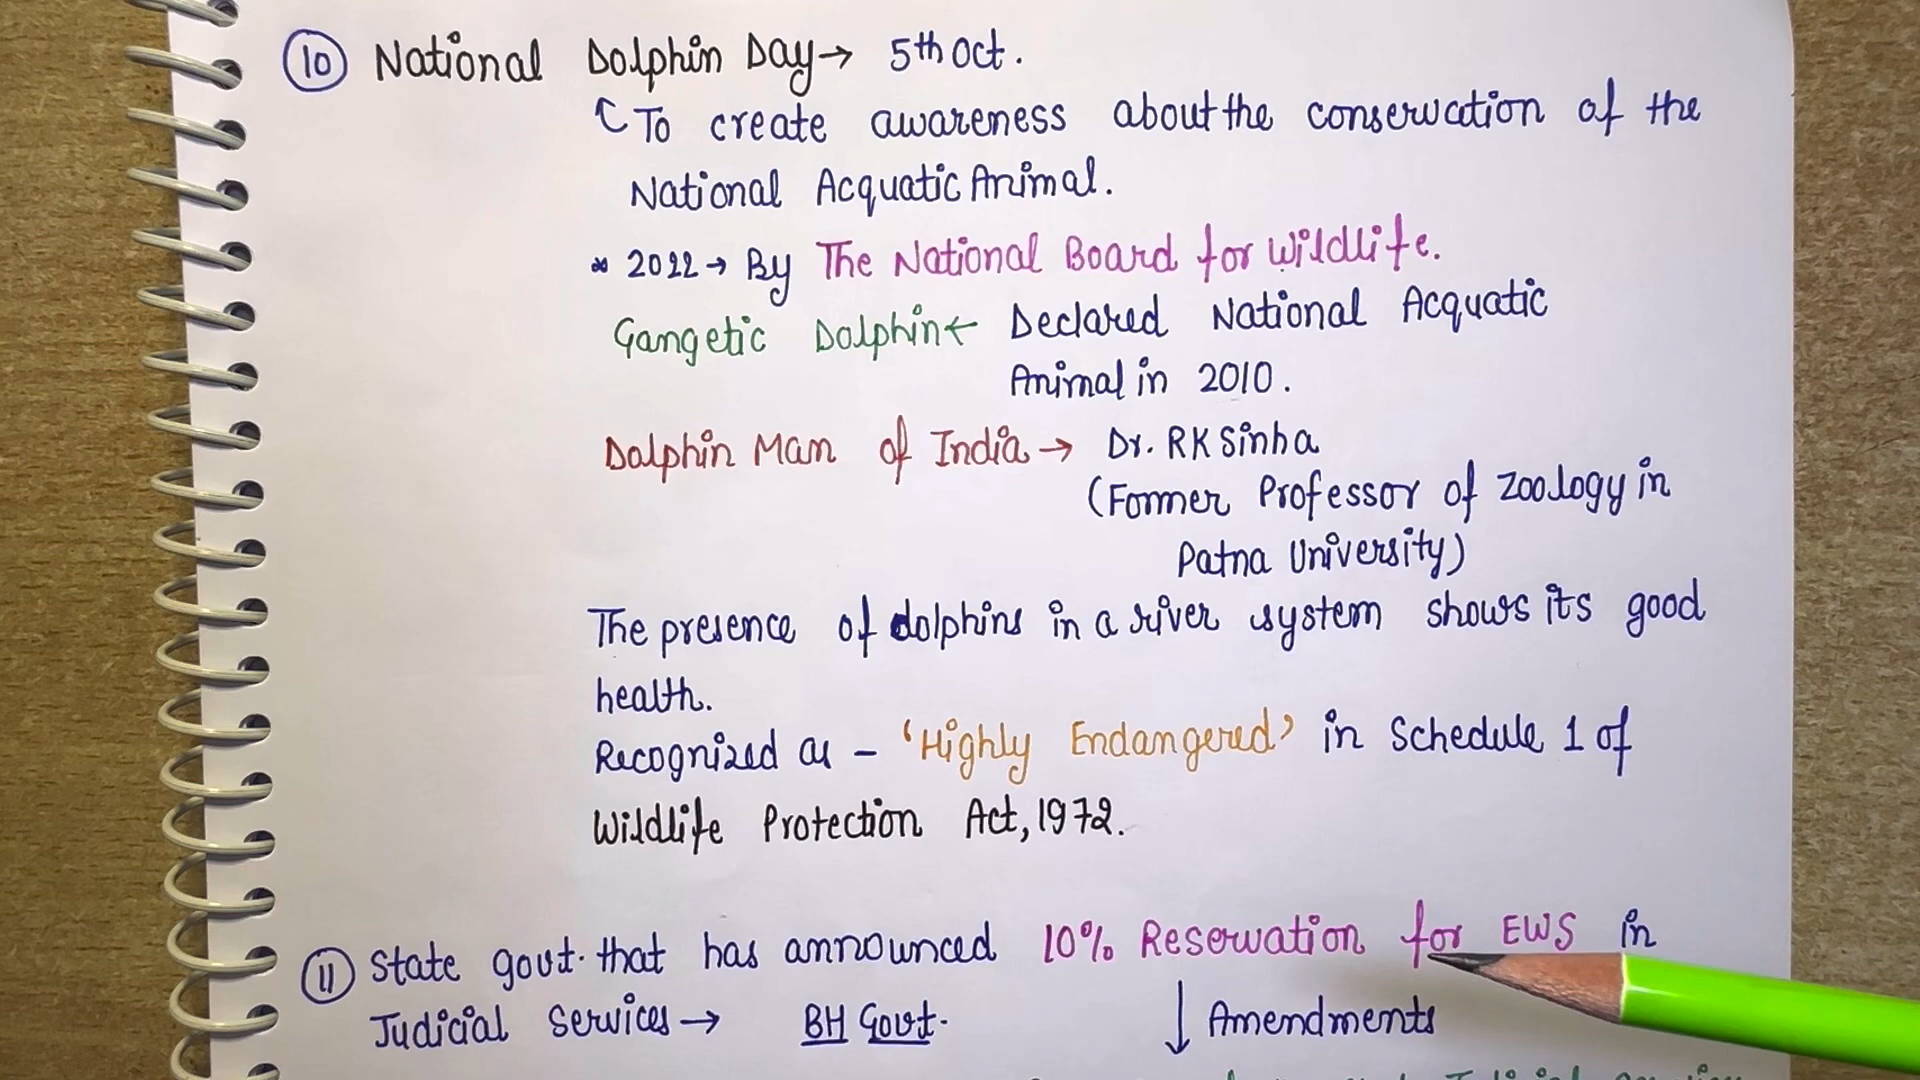 10 National Dolphin Day → 5th Oct.
To create awareness about the conservation of the
National Acquatic Animal.
* 2022 → By The National Board for Wildlife.
Gangetic Dolphin ← Declared National Acquatic
Animal in 2010.
Dolphin Man of India → Dr. RK Sinha
(Former Professor of Zoology in
Patna University)
The presence of dolphins in a river system shows its good
health.
Recognized as - 'Highly Endangered' in Schedule 1 of
Wildlife Protection Act, 1972.
11 State govt. that has announced 10% Reservation for EWS in
Judicial Services → BH Govt. ↓ Amendments